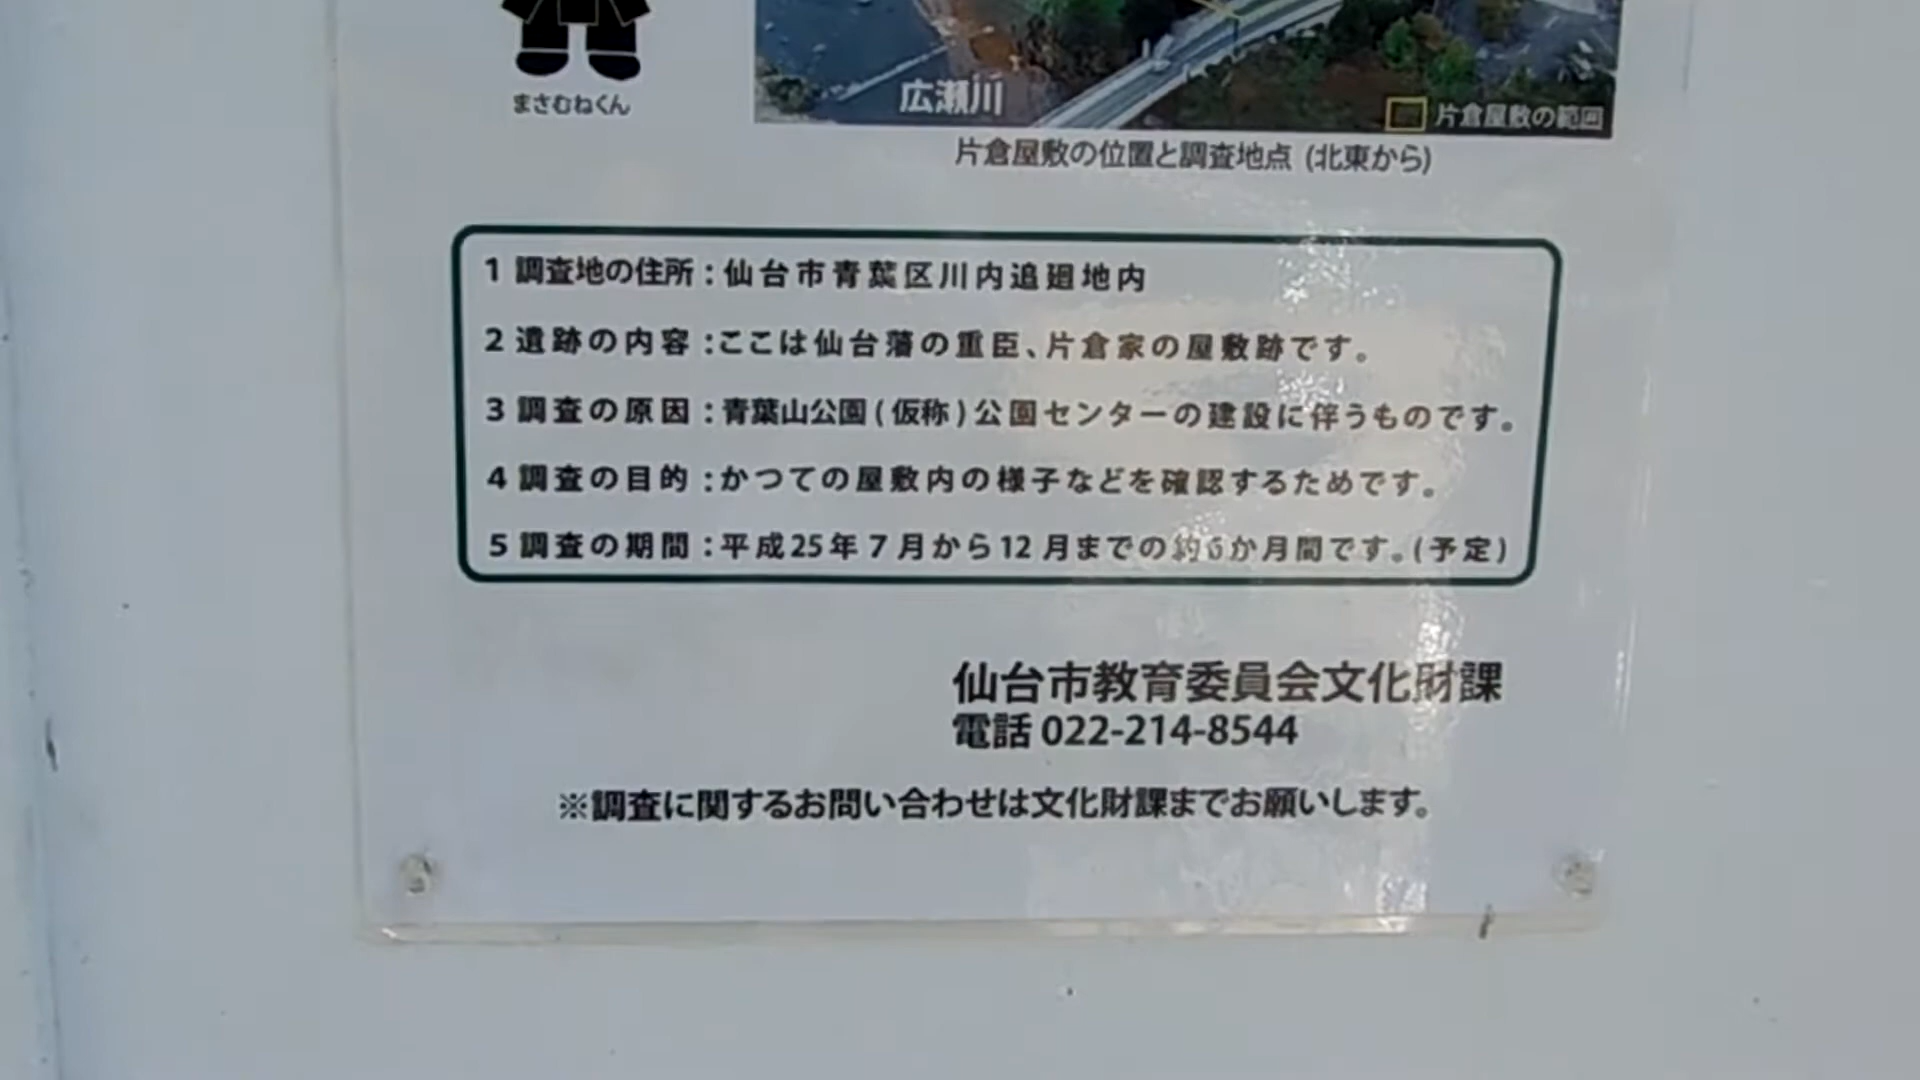 まさむねくん
広瀬川
片倉屋敷の範囲
片倉屋敷の位置と調査地点 (北東から)
1 調査地の住所 : 仙台市青葉区川内追廻地内
2 遺跡の内容 : ここは仙台藩の重臣、片倉家の屋敷跡です。
3 調査の原因 : 青葉山公園 ( 仮称 ) 公園センターの建設に伴うものです。
4 調査の目的 : かつての屋敷内の様子などを確認するためです。
5 調査の期間 : 平成25年7月から12月までの約6か月間です。( 予定 )
仙台市教育委員会文化財課
電話 022-214-8544
※調査に関するお問い合わせは文化財課までお願いします。